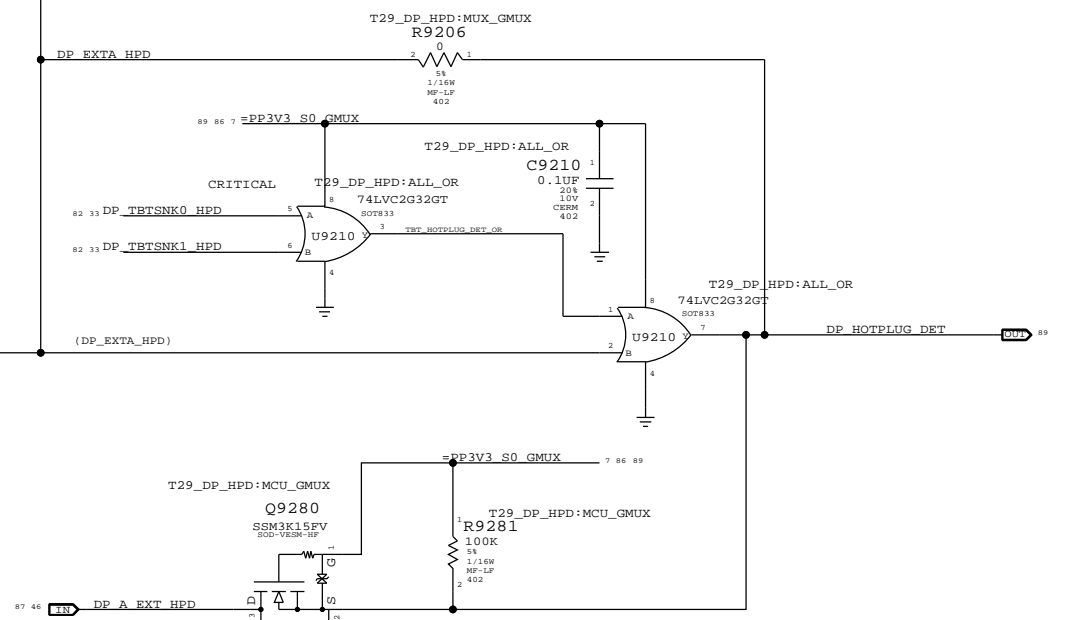 T29_DP_HPD:MUX_GMUX
R9206
0
DP_EXTA_HPD
2
1
5%
1/16W
MF-LF
402
89 86 7 =PP3V3_S0_GMUX
T29_DP_HPD:ALL_OR
C9210
1
0.1UF
20%
10V
CERM
402
2
CRITICAL
T29_DP_HPD:ALL_OR
74LVC2G32GT
SOT833
8
82 33 DP_TBTSNK0_HPD
5
A
U9210
Y
3
TBT_HOTPLUG_DET_OR
82 33 DP_TBTSNK1_HPD
6
B
4
T29_DP_HPD:ALL_OR
74LVC2G32GT
SOT833
8
1
A
U9210
Y
7
DP_HOTPLUG_DET
OUT
89
(DP_EXTA_HPD)
2
B
4
=PP3V3_S0_GMUX
7 86 89
T29_DP_HPD:MCU_GMUX
Q9280
SSM3K15FV
SOD-VESM-HF
T29_DP_HPD:MCU_GMUX
1
R9281
100K
5%
1/16W
MF-LF
402
2
1
G
D
S
3
2
87 46
IN
DP_A_EXT_HPD